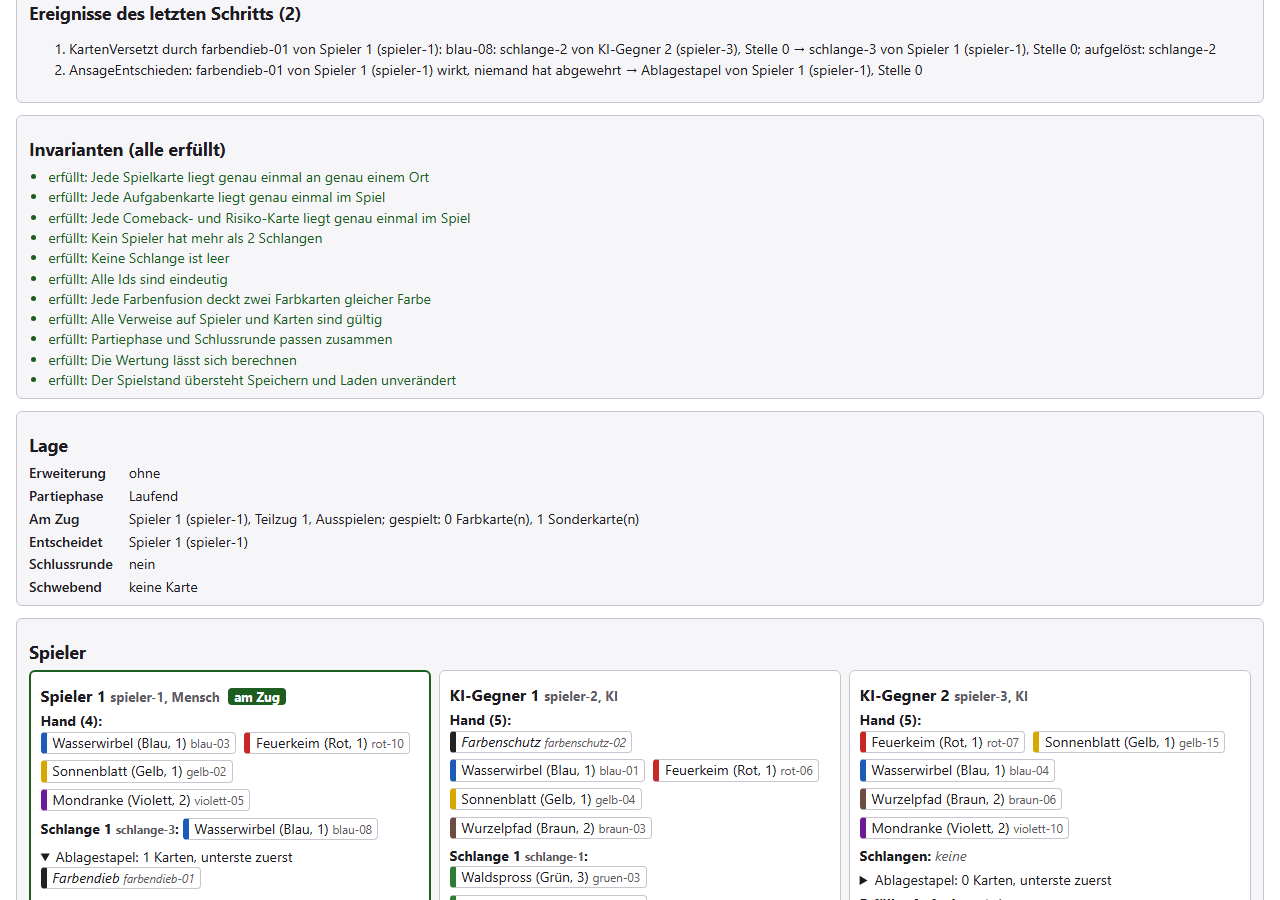 Ereignisse des letzten Schritts (2)
1. KartenVersetzt durch farbendieb-01 von Spieler 1 (spieler-1): blau-08: schlange-2 von KI-Gegner 2 (spieler-3), Stelle 0 → schlange-3 von Spieler 1 (spieler-1), Stelle 0; aufgelöst: schlange-2
2. AnsageEntschieden: farbendieb-01 von Spieler 1 (spieler-1) wirkt, niemand hat abgewehrt → Ablagestapel von Spieler 1 (spieler-1), Stelle 0
Invarianten (alle erfüllt)
• erfüllt: Jede Spielkarte liegt genau einmal an genau einem Ort
• erfüllt: Jede Aufgabenkarte liegt genau einmal im Spiel
• erfüllt: Jede Comeback- und Risiko-Karte liegt genau einmal im Spiel
• erfüllt: Kein Spieler hat mehr als 2 Schlangen
• erfüllt: Keine Schlange ist leer
• erfüllt: Alle Ids sind eindeutig
• erfüllt: Jede Farbenfusion deckt zwei Farbkarten gleicher Farbe
• erfüllt: Alle Verweise auf Spieler und Karten sind gültig
• erfüllt: Partiephase und Schlussrunde passen zusammen
• erfüllt: Die Wertung lässt sich berechnen
• erfüllt: Der Spielstand übersteht Speichern und Laden unverändert
Lage
Erweiterung ohne
Partiephase Laufend
Am Zug Spieler 1 (spieler-1), Teilzug 1, Ausspielen; gespielt: 0 Farbkarte(n), 1 Sonderkarte(n)
Entscheidet Spieler 1 (spieler-1)
Schlussrunde nein
Schwebend keine Karte
Spieler
Spieler 1 spieler-1, Mensch am Zug
Hand (4):
Wasserwirbel (Blau, 1) blau-03 Feuerkeim (Rot, 1) rot-10
Sonnenblatt (Gelb, 1) gelb-02
Mondranke (Violett, 2) violett-05
Schlange 1 schlange-3: Wasserwirbel (Blau, 1) blau-08
▼ Ablagestapel: 1 Karten, unterste zuerst
Farbendieb farbendieb-01
KI-Gegner 1 spieler-2, KI
Hand (5):
Farbenschutz farbenschutz-02
Wasserwirbel (Blau, 1) blau-01 Feuerkeim (Rot, 1) rot-06
Sonnenblatt (Gelb, 1) gelb-04
Wurzelpfad (Braun, 2) braun-03
Schlange 1 schlange-1:
Waldspross (Grün, 3) gruen-03
KI-Gegner 2 spieler-3, KI
Hand (5):
Feuerkeim (Rot, 1) rot-07 Sonnenblatt (Gelb, 1) gelb-15
Wasserwirbel (Blau, 1) blau-04
Wurzelpfad (Braun, 2) braun-06
Mondranke (Violett, 2) violett-10
Schlangen: keine
▶ Ablagestapel: 0 Karten, unterste zuerst